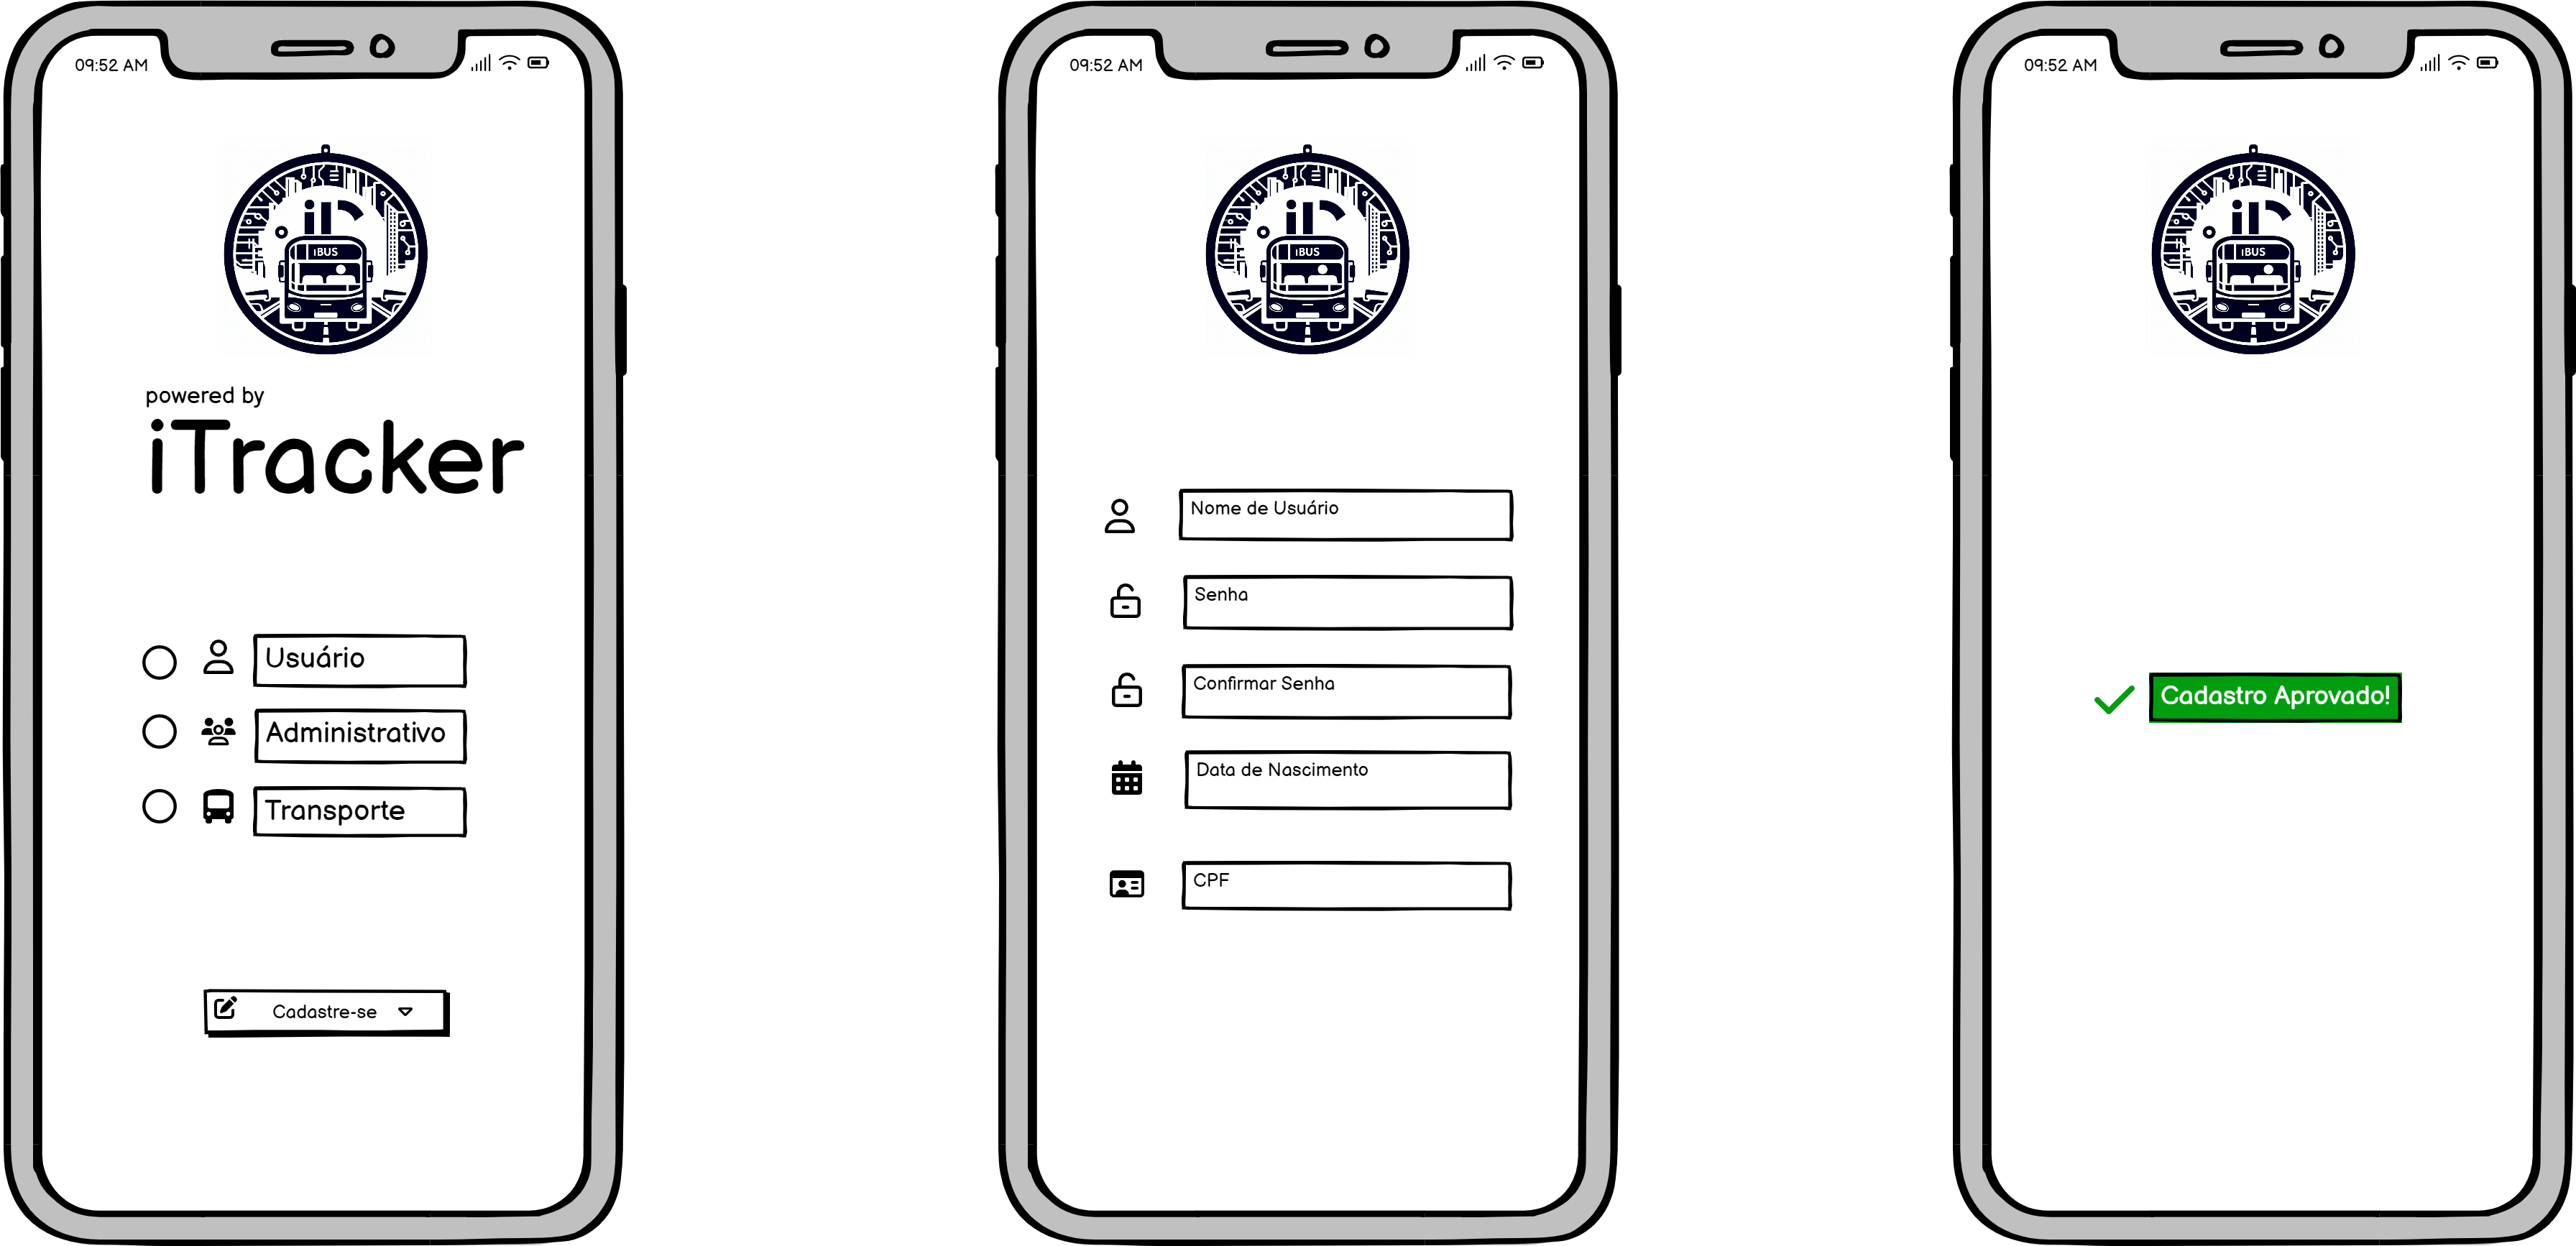 09:52 AM
iBUS
powered by
iTracker
Usuário
Administrativo
Transporte
Cadastre-se
09:52 AM
iBUS
Nome de Usuário
Senha
Confirmar Senha
Data de Nascimento
CPF
09:52 AM
iBUS
Cadastro Aprovado!